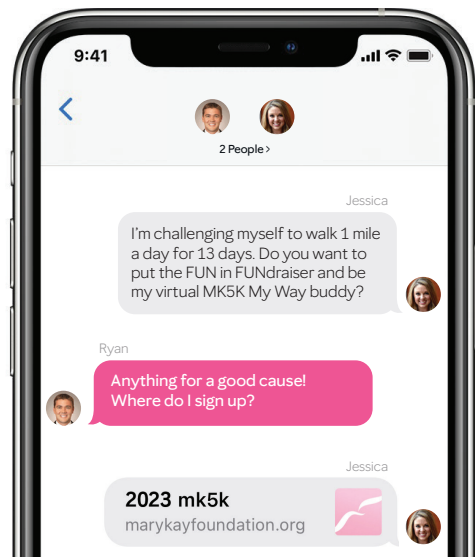 9:41
2 People >
Jessica
I'm challenging myself to walk 1 mile
a day for 13 days. Do you want to
put the FUN in FUNdraiser and be
my virtual MK5K My Way buddy?
Ryan
Anything for a good cause!
Where do I sign up?
Jessica
2023 mk5k
marykayfoundation.org